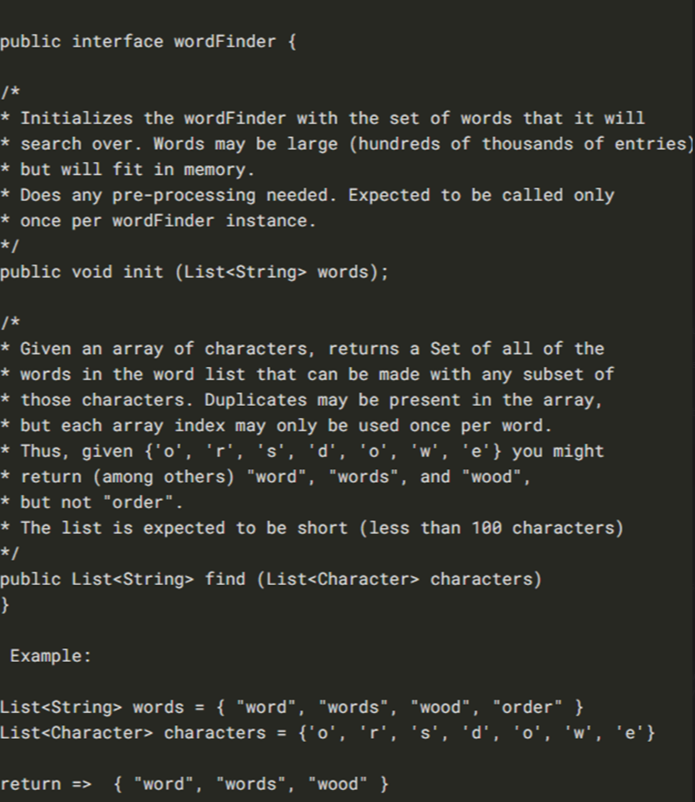 public interface wordFinder {
/*
* Initializes the wordFinder with the set of words that it will
* search over. Words may be large (hundreds of thousands of entries)
* but will fit in memory.
* Does any pre-processing needed. Expected to be called only
* once per wordFinder instance.
*/
public void init (List<String> words);
/*
* Given an array of characters, returns a Set of all of the
* words in the word list that can be made with any subset of
* those characters. Duplicates may be present in the array,
* but each array index may only be used once per word.
* Thus, given {'o', 'r', 's', 'd', 'o', 'w', 'e'} you might
* return (among others) "word", "words", and "wood",
* but not "order".
* The list is expected to be short (less than 100 characters)
*/
public List<String> find (List<Character> characters)
}
Example:
List<String> words = { "word", "words", "wood", "order" }
List<Character> characters = {'o', 'r', 's', 'd', 'o', 'w', 'e'}
return => { "word", "words", "wood" }